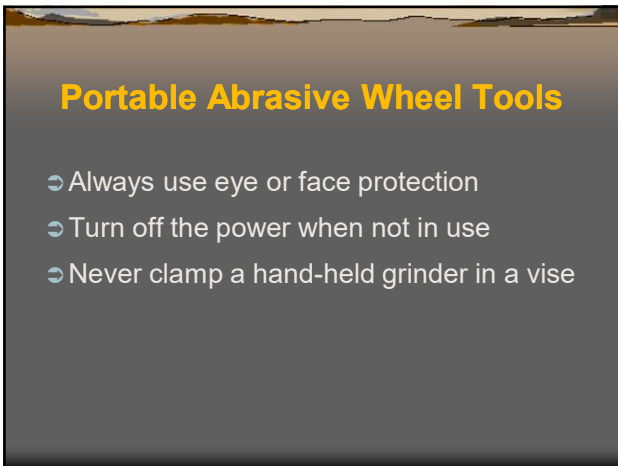 Portable Abrasive Wheel Tools
➲ Always use eye or face protection
➲ Turn off the power when not in use
➲ Never clamp a hand-held grinder in a vise